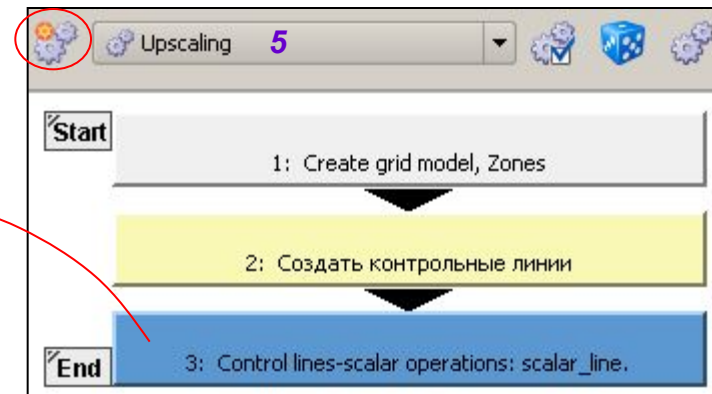 Upscaling 5
Start
1: Create grid model, Zones
2: Создать контрольные линии
End
3: Control lines-scalar operations: scalar_line.